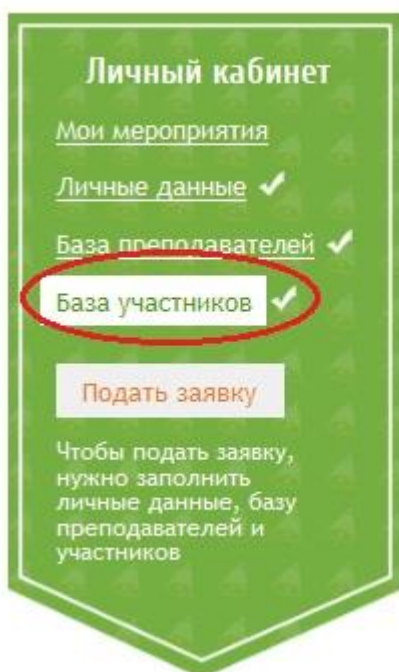 Личный кабинет
Мои мероприятия
Личные данные
База преподавателей
База участников
Подать заявку
Чтобы подать заявку,
нужно заполнить
личные данные, базу
преподавателей и
участников